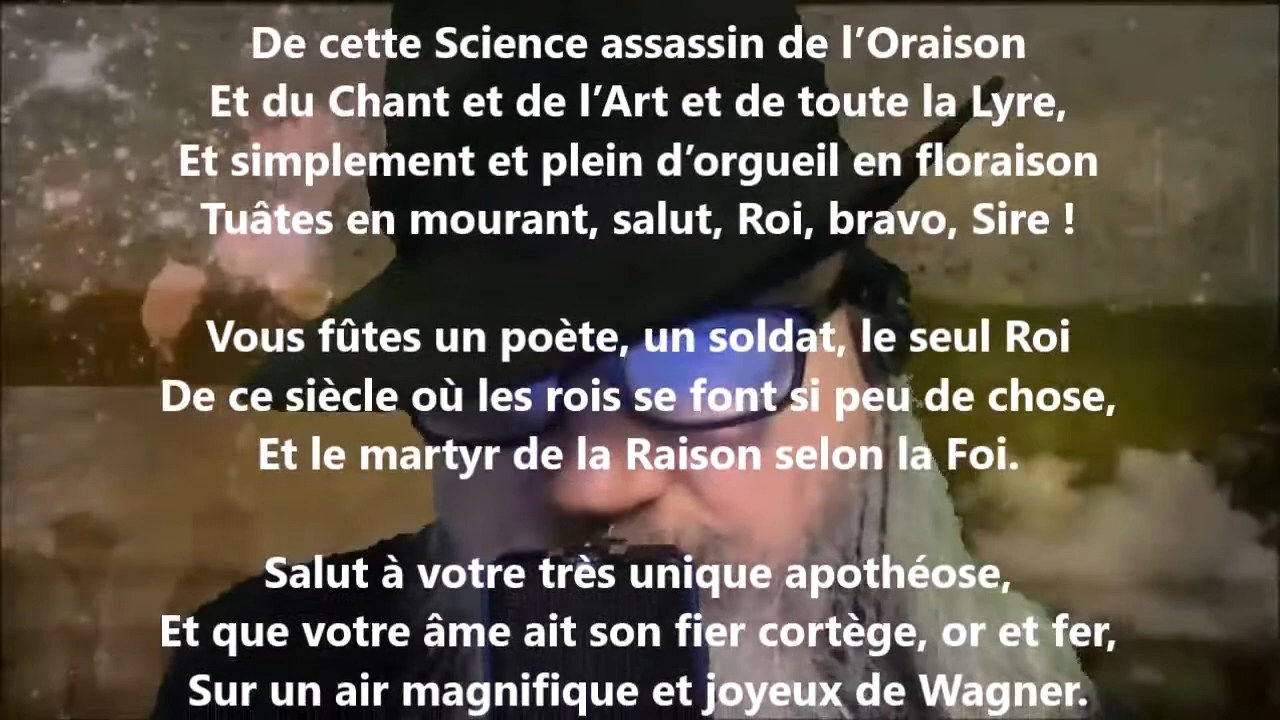 De cette Science assassin de l’Oraison
Et du Chant et de l’Art et de toute la Lyre,
Et simplement et plein d’orgueil en floraison
Tuâtes en mourant, salut, Roi, bravo, Sire !
Vous fûtes un poète, un soldat, le seul Roi
De ce siècle où les rois se font si peu de chose,
Et le martyr de la Raison selon la Foi.
Salut à votre très unique apothéose,
Et que votre âme ait son fier cortège, or et fer,
Sur un air magnifique et joyeux de Wagner.